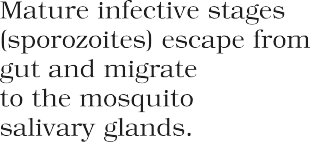 Mature infective stages
(sporozoites) escape from
gut and migrate
to the mosquito
salivary glands.